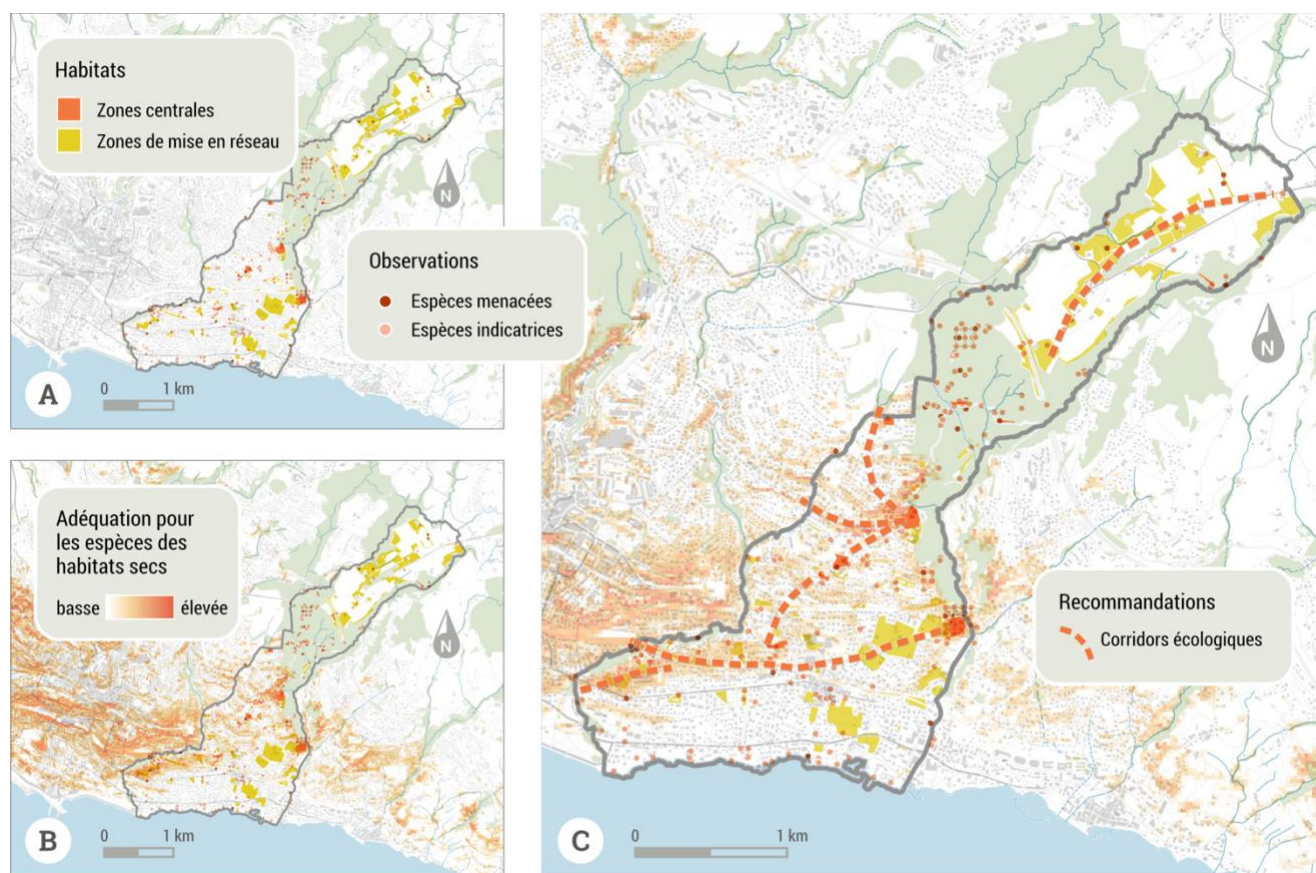 Habitats
Zones centrales
Zones de mise en réseau
N
Observations
Espèces menacées
Espèces indicatrices
A
0 1 km
Adéquation pour
les espèces des
habitats secs
basse élevée
N
B
0 1 km
N
Recommandations
Corridors écologiques
C
0 1 km